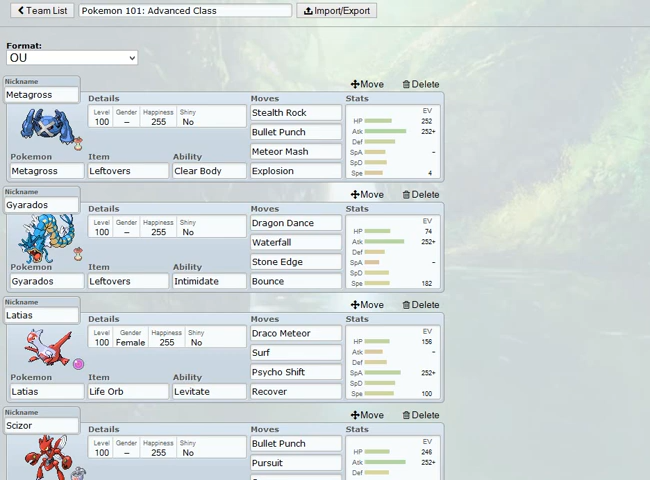 Team List
Pokemon 101: Advanced Class
Import/Export
Format:
OU
Move Delete
Nickname
Metagross
Details
Level Gender Happiness Shiny
100 – 255 No
Pokemon Item Ability
Metagross Leftovers Clear Body
Moves
Stealth Rock
Bullet Punch
Meteor Mash
Explosion
Stats
EV
HP 252
Atk 252+
Def
SpA –
SpD
Spe 4
Move Delete
Nickname
Gyarados
Details
Level Gender Happiness Shiny
100 – 255 No
Pokemon Item Ability
Gyarados Leftovers Intimidate
Moves
Dragon Dance
Waterfall
Stone Edge
Bounce
Stats
EV
HP 74
Atk 252+
Def
SpA –
SpD
Spe 182
Move Delete
Nickname
Latias
Details
Level Gender Happiness Shiny
100 Female 255 No
Pokemon Item Ability
Latias Life Orb Levitate
Moves
Draco Meteor
Surf
Psycho Shift
Recover
Stats
EV
HP 156
Atk –
Def
SpA 252+
SpD
Spe 100
Move Delete
Nickname
Scizor
Details
Level Gender Happiness Shiny
100 – 255 No
Moves
Bullet Punch
Pursuit
Stats
EV
HP 246
Atk 252+
Def